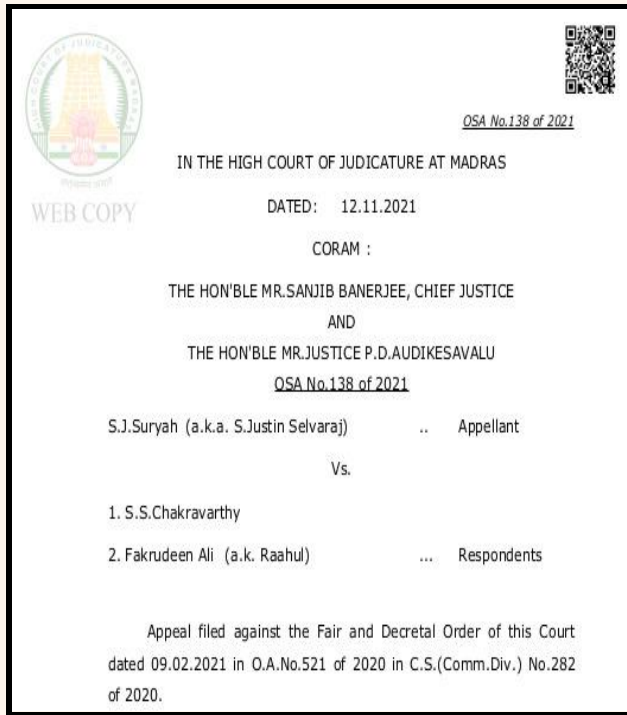 OSA No.138 of 2021
IN THE HIGH COURT OF JUDICATURE AT MADRAS
WEB COPY
DATED: 12.11.2021
CORAM :
THE HON'BLE MR.SANJIB BANERJEE, CHIEF JUSTICE
AND
THE HON'BLE MR.JUSTICE P.D.AUDIKESAVALU
OSA No.138 of 2021
S.J.Suryah (a.k.a. S.Justin Selvaraj) .. Appellant
Vs.
1. S.S.Chakravarthy
2. Fakrudeen Ali (a.k. Raahul) ... Respondents
Appeal filed against the Fair and Decretal Order of this Court
dated 09.02.2021 in O.A.No.521 of 2020 in C.S.(Comm.Div.) No.282
of 2020.